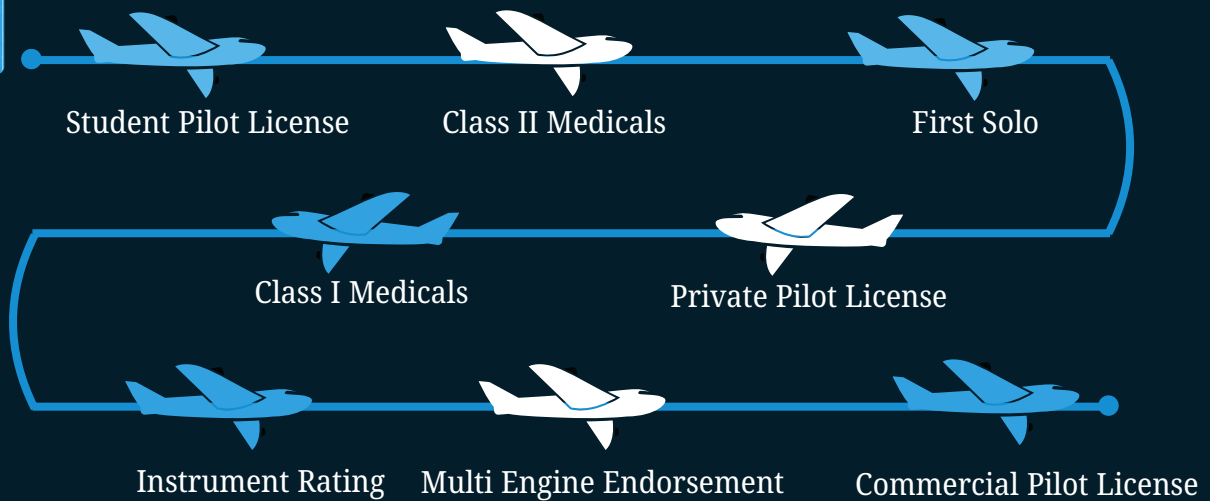 Student Pilot License
Class II Medicals
First Solo
Private Pilot License
Class I Medicals
Instrument Rating
Multi Engine Endorsement
Commercial Pilot License